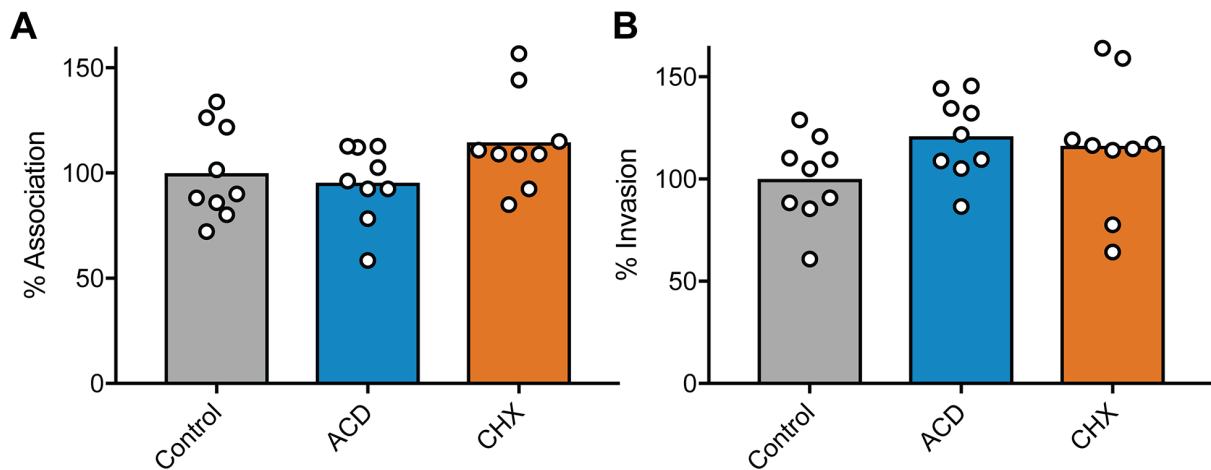 A
% Association
150
100
50
0
Control
ACD
CHX
B
% Invasion
150
100
50
0
Control
ACD
CHX